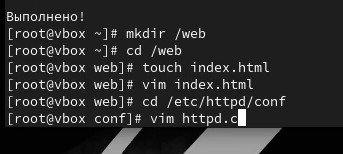 Выполнено!
[root@vbox ~]# mkdir /web
[root@vbox ~]# cd /web
[root@vbox web]# touch index.html
[root@vbox web]# vim index.html
[root@vbox web]# cd /etc/httpd/conf
[root@vbox conf]# vim httpd.c